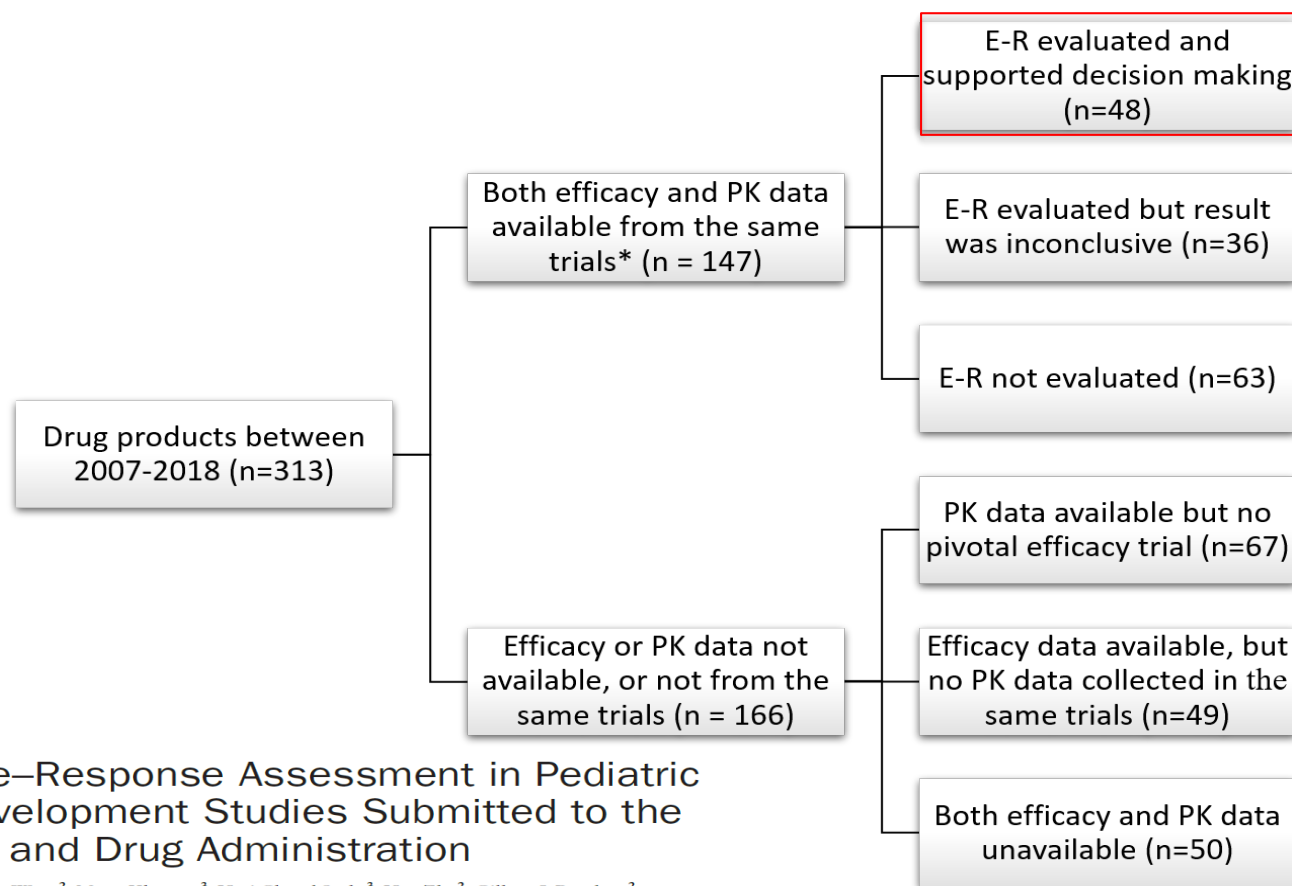 E-R evaluated and
supported decision making
(n=48)
Both efficacy and PK data
available from the same
trials* (n = 147)
E-R evaluated but result
was inconclusive (n=36)
E-R not evaluated (n=63)
Drug products between
2007-2018 (n=313)
PK data available but no
pivotal efficacy trial (n=67)
Efficacy or PK data not
available, or not from the
same trials (n = 166)
Efficacy data available, but
no PK data collected in the
same trials (n=49)
Both efficacy and PK data
unavailable (n=50)
e–Response Assessment in Pediatric
velopment Studies Submitted to the
and Drug Administration